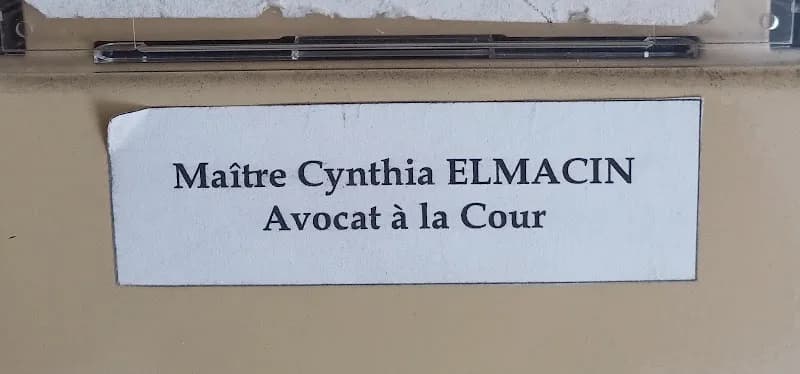 Maître Cynthia ELMACIN
Avocat à la Cour